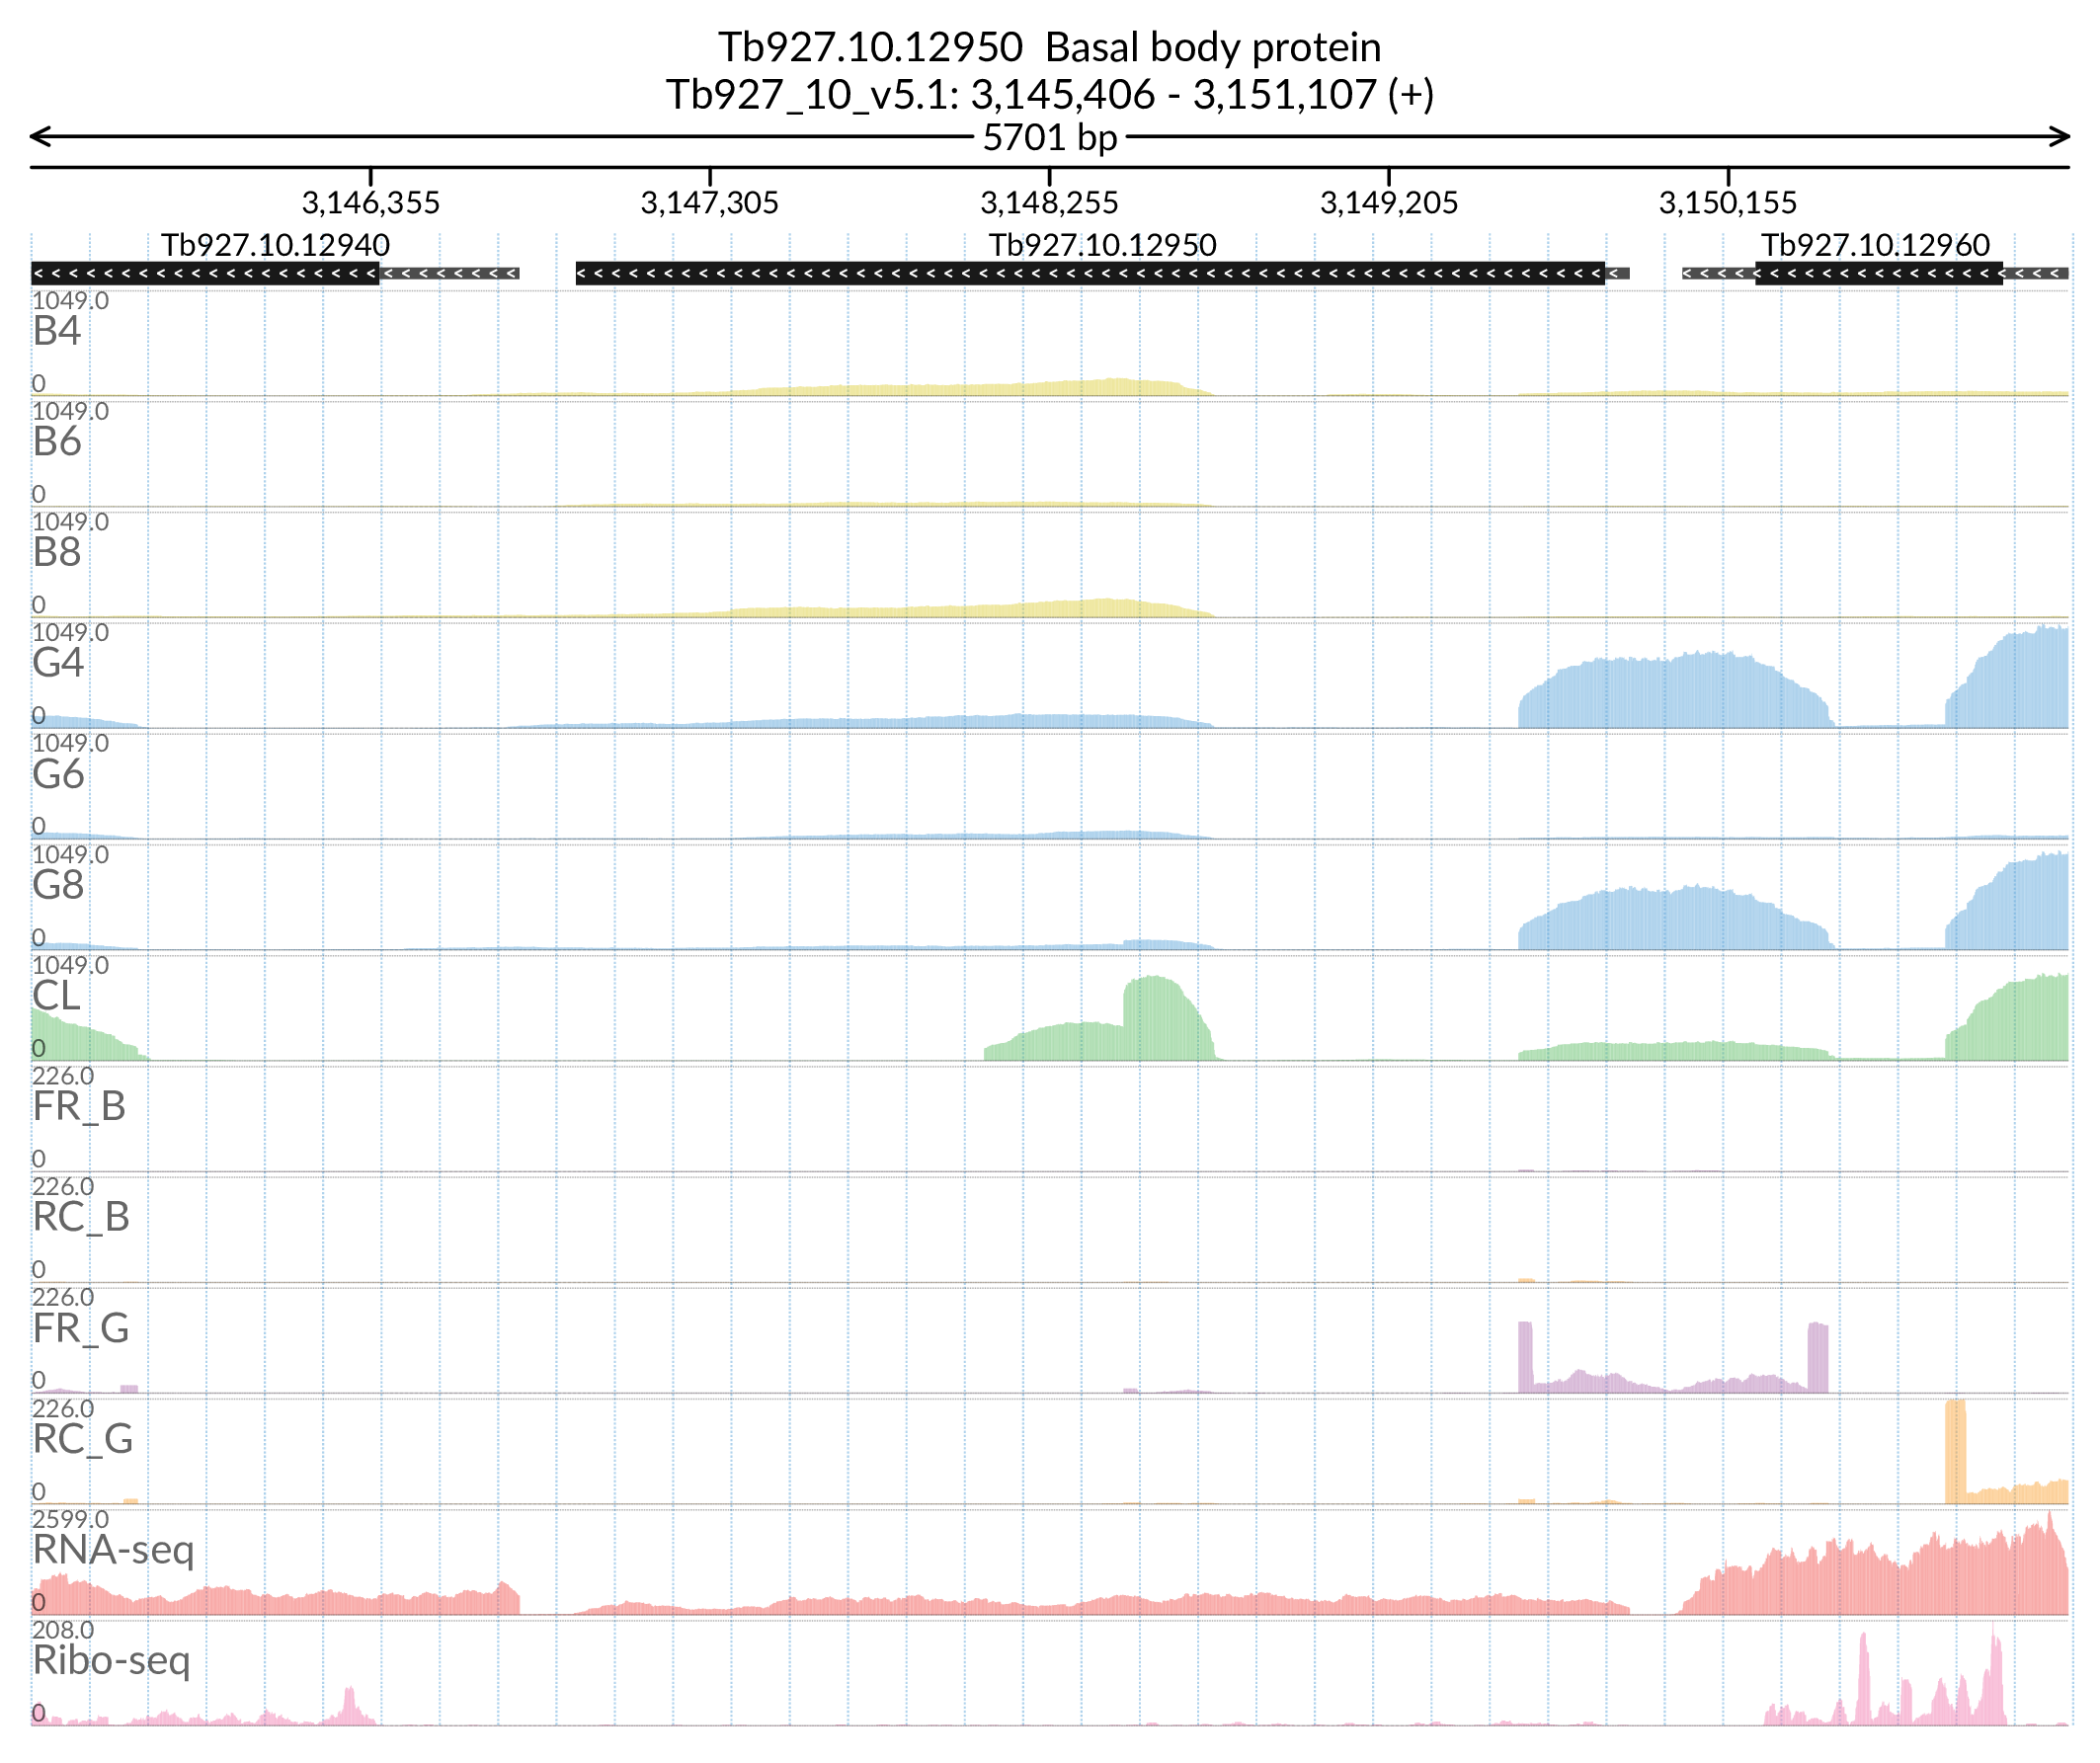 Tb927.10.12950  Basal body protein
Tb927_10_v5.1: 3,145,406 - 3,151,107 (+)
5701 bp
3,146,355 3,147,305 3,148,255 3,149,205 3,150,155
Tb927.10.12940 Tb927.10.12950 Tb927.10.12960
1049.0
B4
0
1049.0
B6
0
1049.0
B8
0
1049.0
G4
0
1049.0
G6
0
1049.0
G8
0
1049.0
CL
0
226.0
FR_B
0
226.0
RC_B
0
226.0
FR_G
0
226.0
RC_G
0
2599.0
RNA-seq
0
208.0
Ribo-seq
0